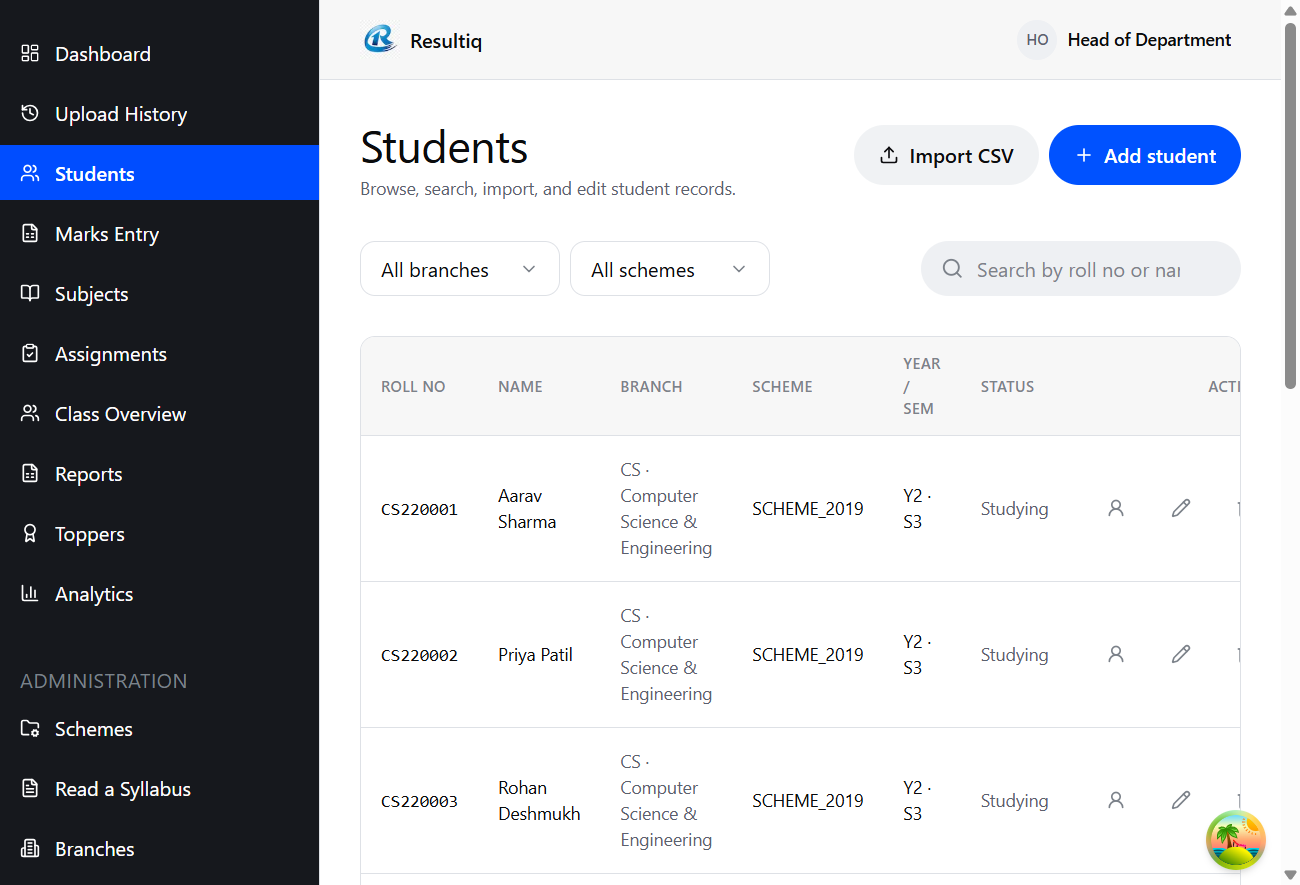 Dashboard
Upload History
Students
Marks Entry
Subjects
Assignments
Class Overview
Reports
Toppers
Analytics
ADMINISTRATION
Schemes
Read a Syllabus
Branches
Resultiq
HO Head of Department
Students
Browse, search, import, and edit student records.
Import CSV
+ Add student
All branches
All schemes
Search by roll no or nar
ROLL NO NAME BRANCH SCHEME YEAR / SEM STATUS ACTI
CS220001
Aarav
Sharma
CS ·
Computer
Science &
Engineering
SCHEME_2019
Y2 ·
S3
Studying
CS220002
Priya Patil
CS ·
Computer
Science &
Engineering
SCHEME_2019
Y2 ·
S3
Studying
CS220003
Rohan
Deshmukh
CS ·
Computer
Science &
Engineering
SCHEME_2019
Y2 ·
S3
Studying